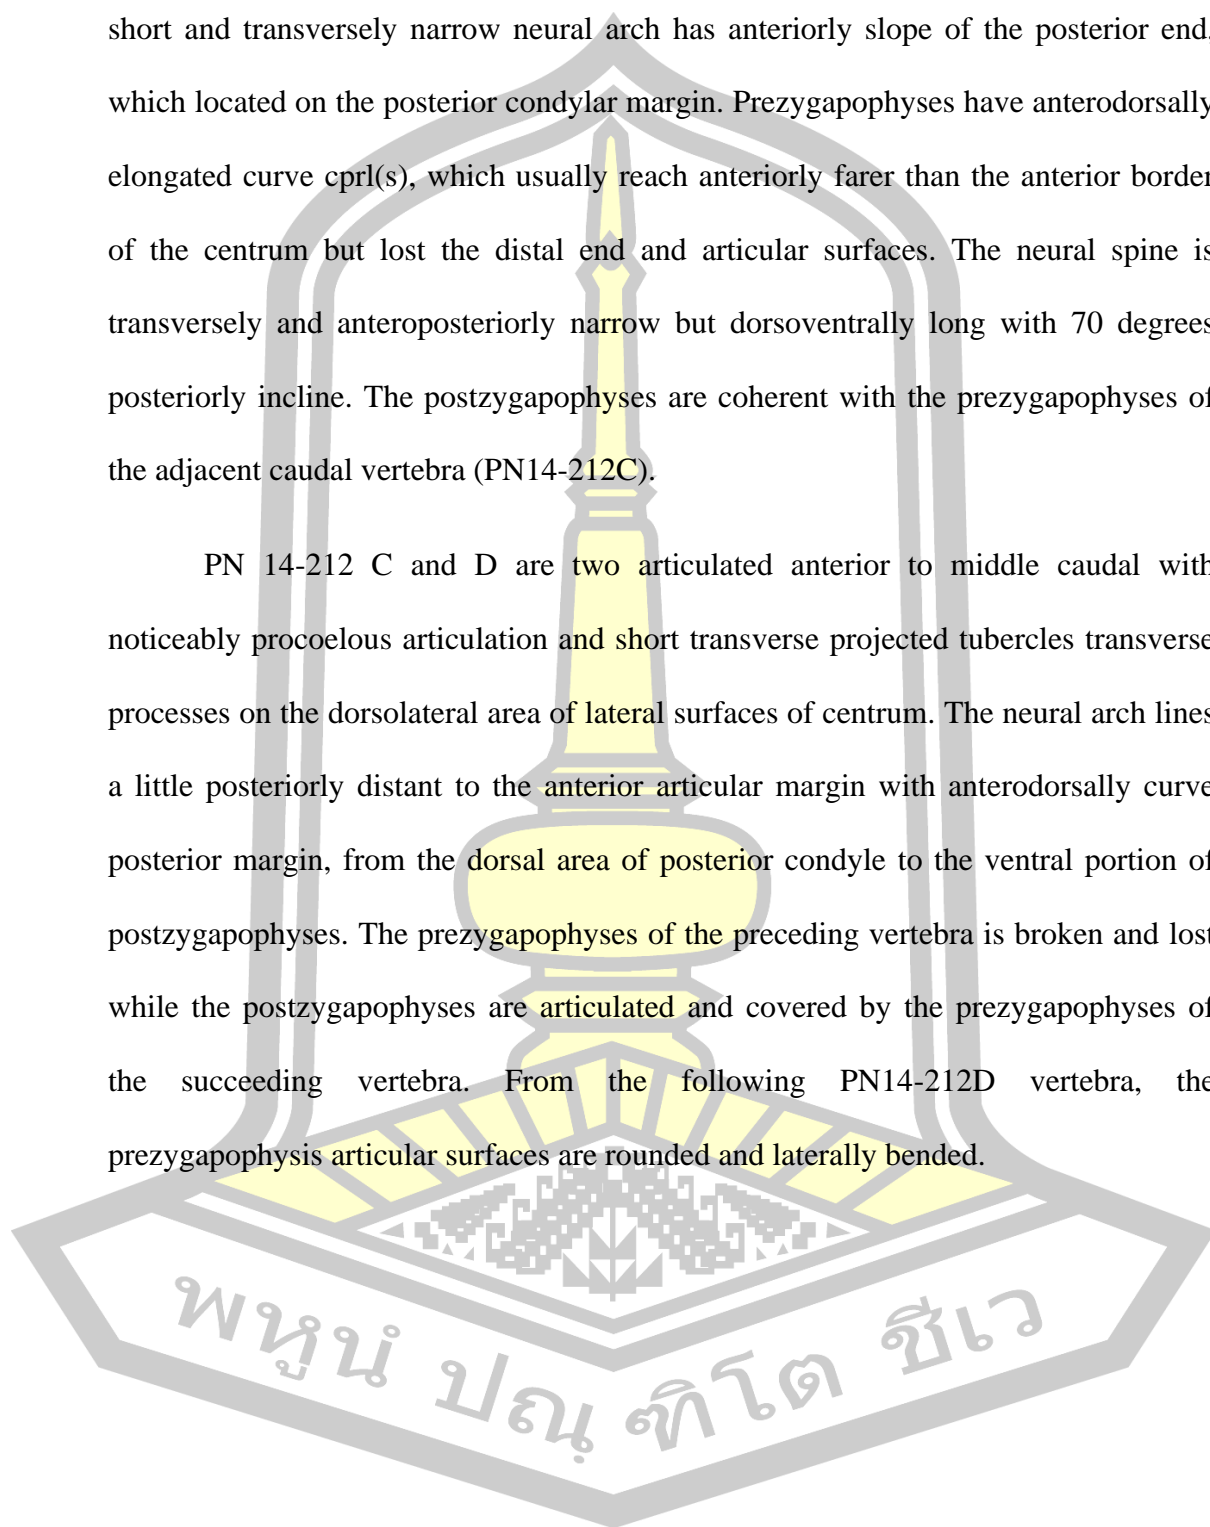 short and transversely narrow neural arch has anteriorly slope of the posterior end,
which located on the posterior condylar margin. Prezygapophyses have anterodorsally
elongated curve cprl(s), which usually reach anteriorly farer than the anterior border
of the centrum but lost the distal end and articular surfaces. The neural spine is
transversely and anteroposteriorly narrow but dorsoventrally long with 70 degrees
posteriorly incline. The postzygapophyses are coherent with the prezygapophyses of
the adjacent caudal vertebra (PN14-212C).
PN 14-212 C and D are two articulated anterior to middle caudal with
noticeably procoelous articulation and short transverse projected tubercles transverse
processes on the dorsolateral area of lateral surfaces of centrum. The neural arch lines
a little posteriorly distant to the anterior articular margin with anterodorsally curve
posterior margin, from the dorsal area of posterior condyle to the ventral portion of
postzygapophyses. The prezygapophyses of the preceding vertebra is broken and lost
while the postzygapophyses are articulated and covered by the prezygapophyses of
the succeeding vertebra. From the following PN14-212D vertebra, the
prezygapophysis articular surfaces are rounded and laterally bended.
พหูนํ ปณฺฑิโต ชีเว